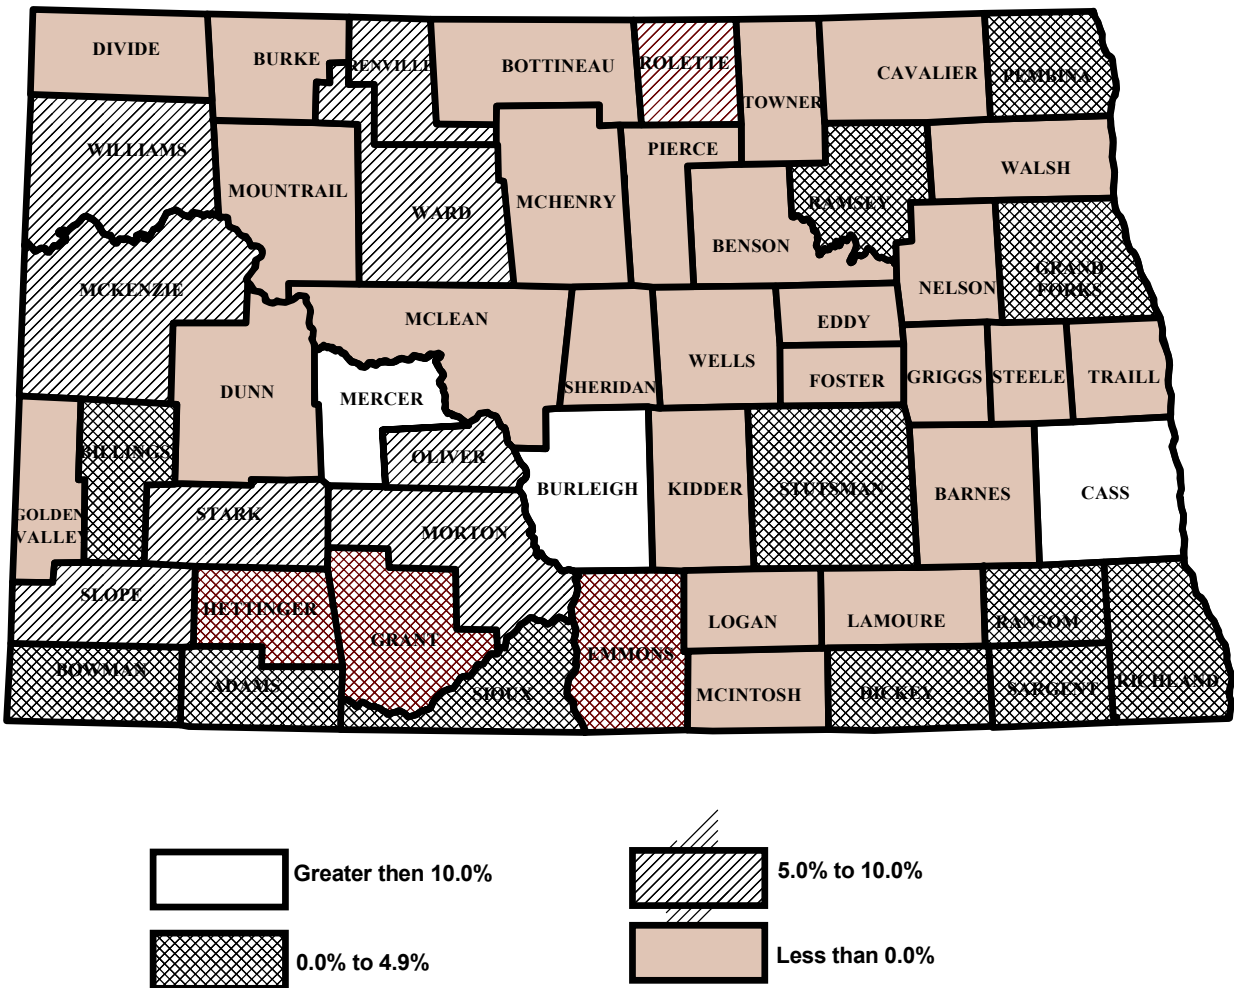 DIVIDE
BURKE
RENVILLE
BOTTINEAU
ROLETTE
TOWNER
CAVALIER
PEMBINA
WILLIAMS
MOUNTRAIL
WARD
MCHENRY
PIERCE
BENSON
RAMSEY
WALSH
MCKENZIE
MCLEAN
NELSON
GRAND
FORKS
DUNN
MERCER
SHERIDAN
WELLS
EDDY
FOSTER
GRIGGS
STEELE
TRAILL
BILLINGS
OLIVER
BURLEIGH
KIDDER
STUTSMAN
BARNES
CASS
GOLDEN
VALLEY
STARK
MORTON
SLOPE
HETTINGER
GRANT
EMMONS
LOGAN
LAMOURE
RANSOM
BOWMAN
ADAMS
SIOUX
MCINTOSH
DICKEY
SARGENT
RICHLAND
Greater then 10.0%
5.0% to 10.0%
0.0% to 4.9%
Less than 0.0%